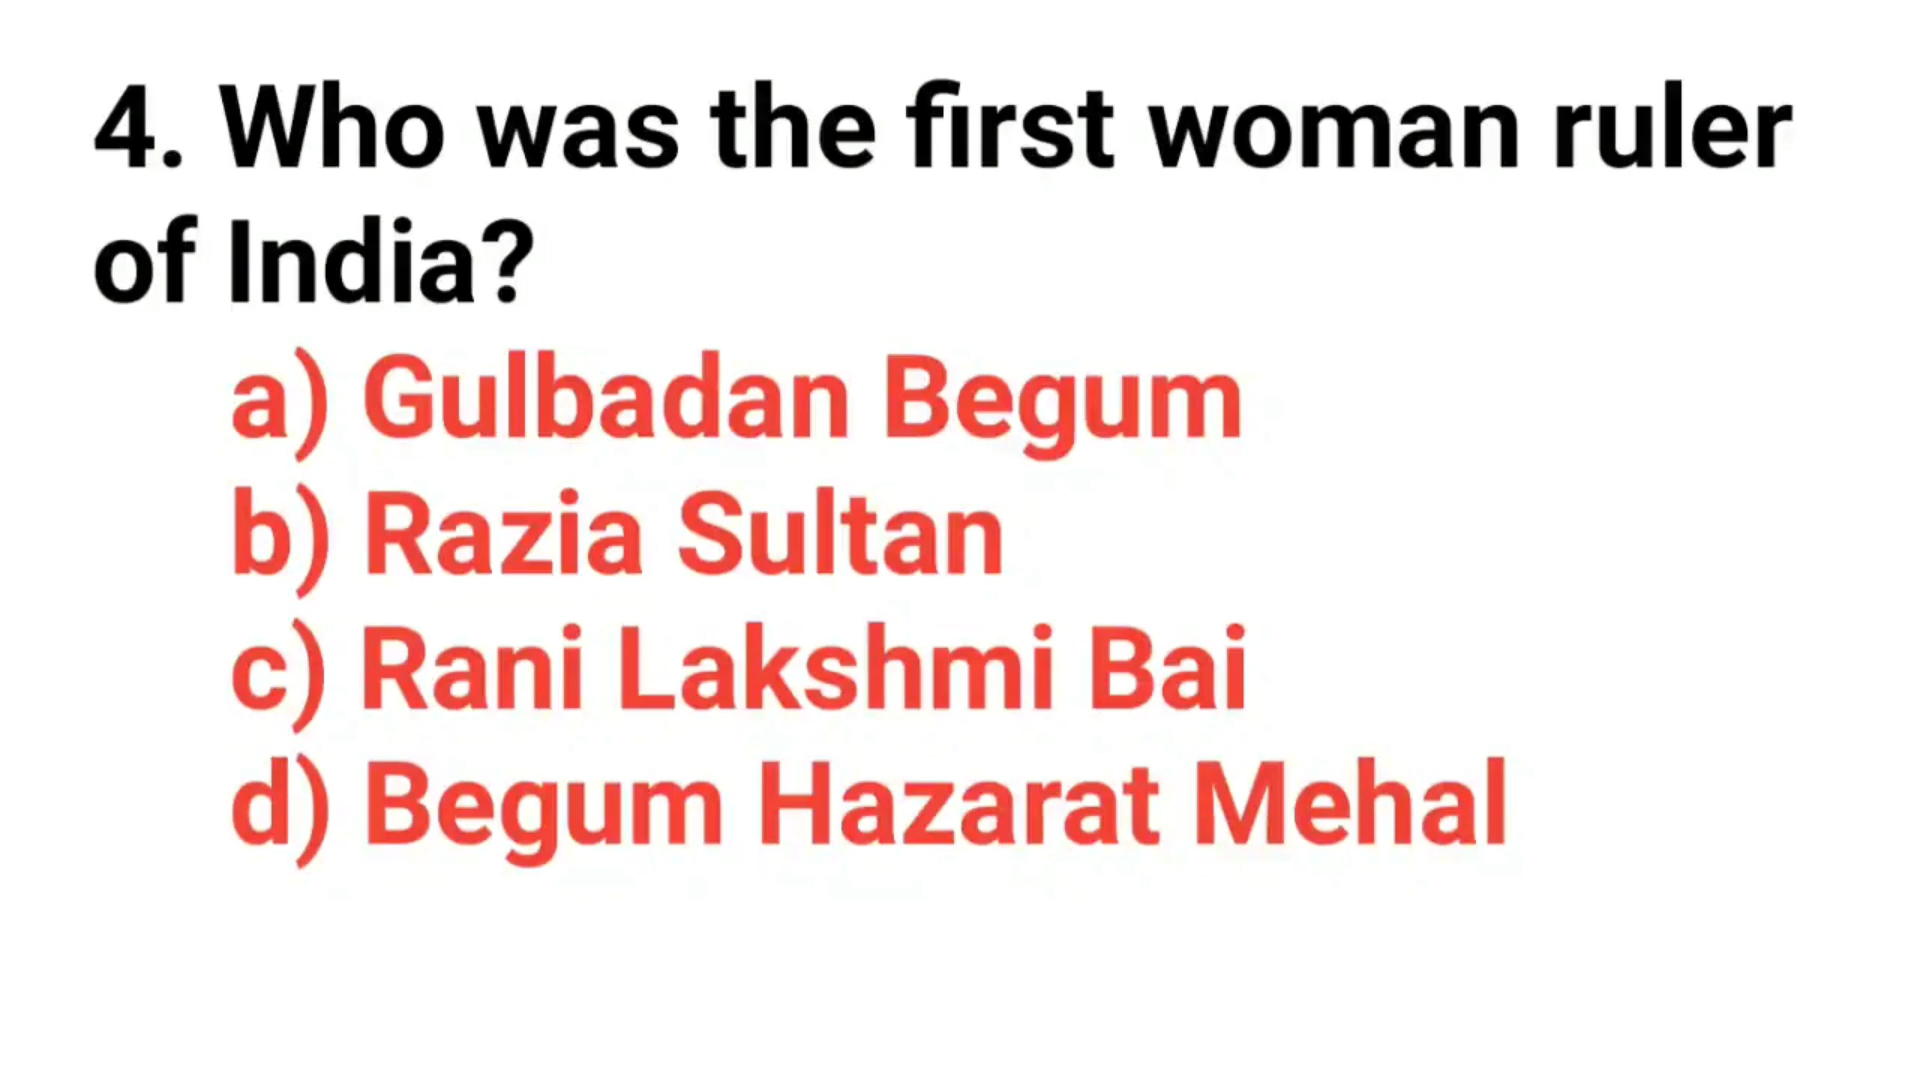 4. Who was the first woman ruler
of India?
a) Gulbadan Begum
b) Razia Sultan
c) Rani Lakshmi Bai
d) Begum Hazarat Mehal